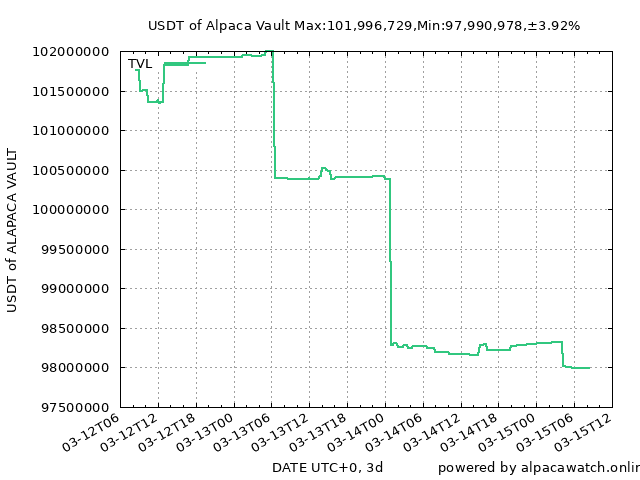 USDT of Alpaca Vault Max:101,996,729,Min:97,990,978,±3.92%
102000000
TVL
101500000
101000000
100500000
100000000
99500000
99000000
98500000
98000000
97500000
USDT of ALAPACA VAULT
03-12T06
03-12T12
03-12T18
03-13T00
03-13T06
03-13T12
03-13T18
03-14T00
03-14T06
03-14T12
03-14T18
03-15T00
03-15T06
03-15T12
DATE UTC+0, 3d
powered by alpacawatch.onlin